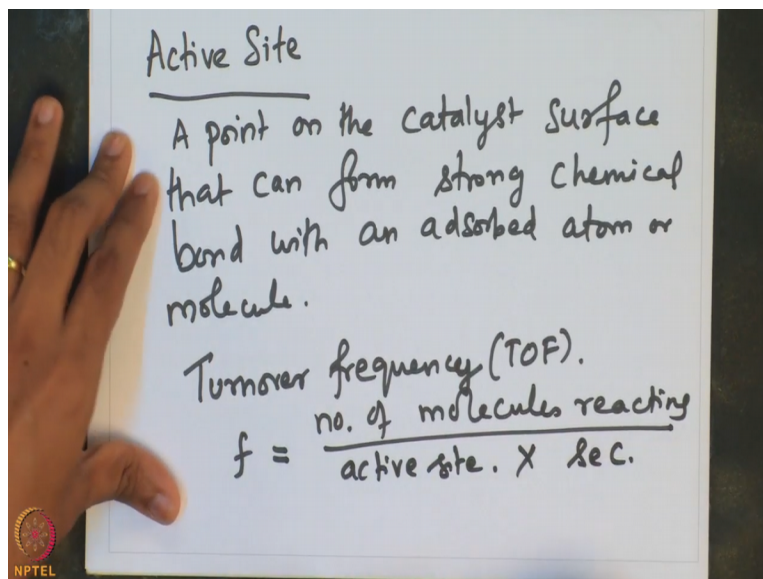 Active Site
A point on the catalyst surface
that can form strong chemical
bond with an adsorbed atom or
molecule.
Turnover frequency (TOF).
f = no. of molecules reacting
active site. X sec.
NPTEL